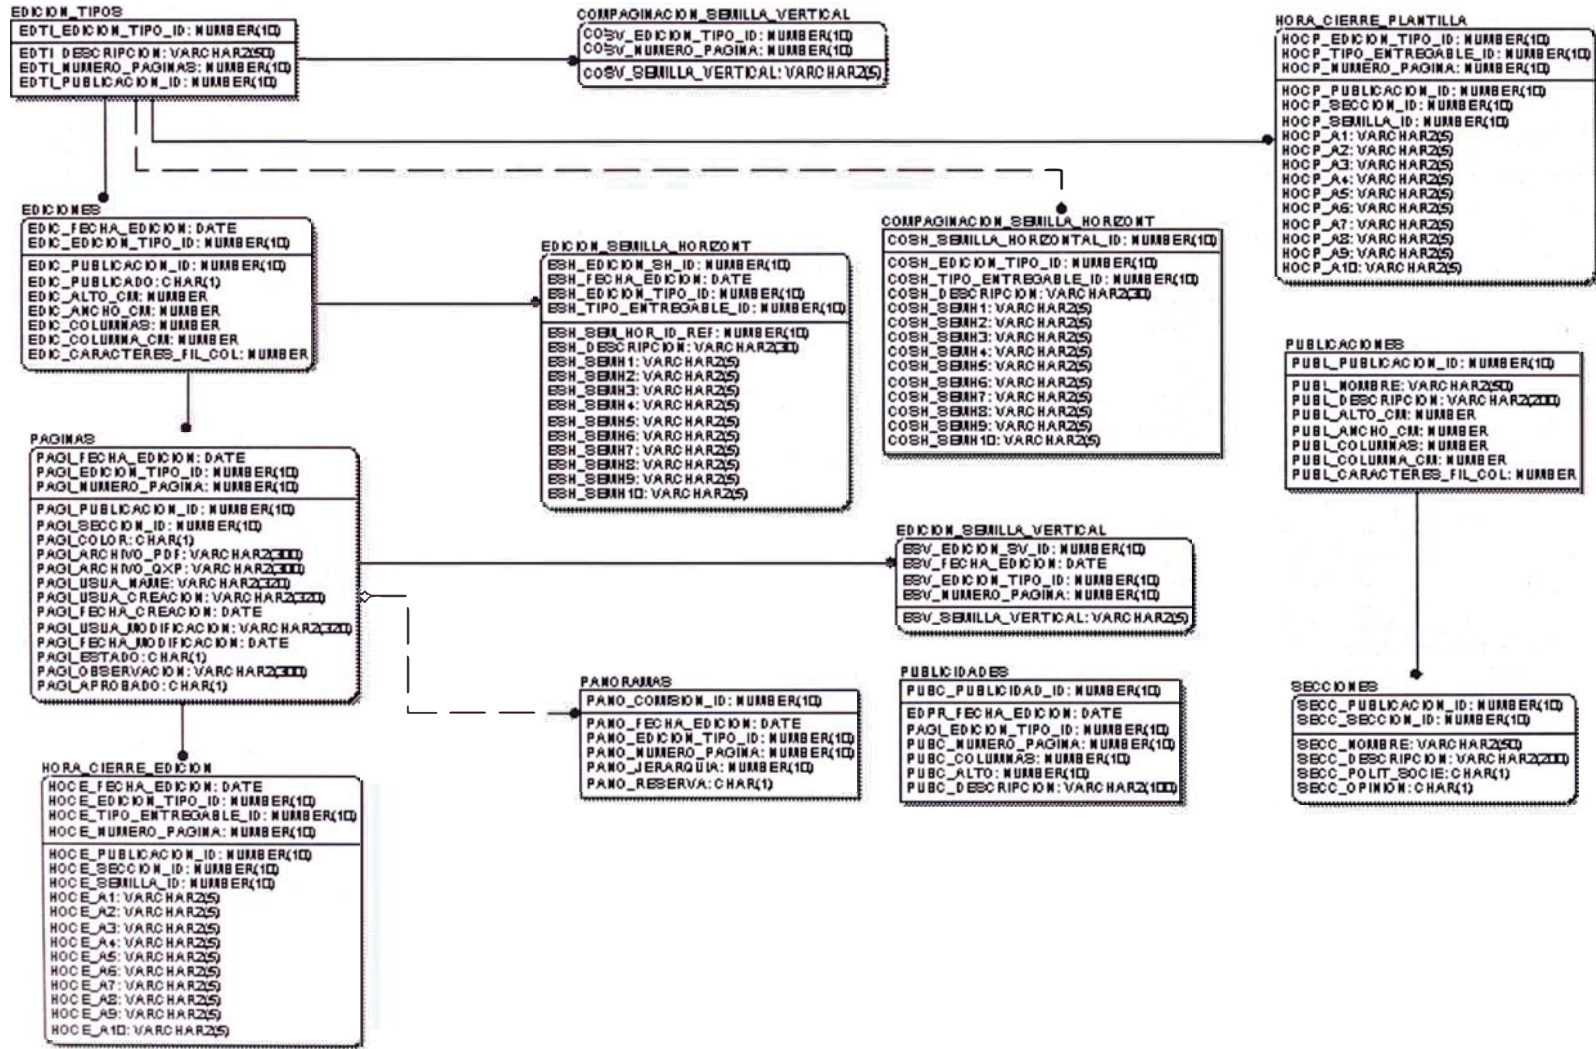 EDICION_TIPOS
EDTI_EDICION_TIPO_ID: NUMBER(10)
EDTI_DESCRIPCION: VARCHAR2(50)
EDTI_NUMERO_PAGINAS: NUMBER(10)
EDTI_PUBLICACION_ID: NUMBER(10)
COMPAGINACION_SEMILLA_VERTICAL
COSV_EDICION_TIPO_ID: NUMBER(10)
COSV_NUMERO_PAGINA: NUMBER(10)
COSV_SEMILLA_VERTICAL: VARCHAR2(5)
HORA_CIERRE_PLANTILLA
HOCP_EDICION_TIPO_ID: NUMBER(10)
HOCP_TIPO_ENTREGABLE_ID: NUMBER(10)
HOCP_NUMERO_PAGINA: NUMBER(10)
HOCP_PUBLICACION_ID: NUMBER(10)
HOCP_SECCION_ID: NUMBER(10)
HOCP_SEMILLA_ID: NUMBER(10)
HOCP_A1: VARCHAR2(5)
HOCP_A2: VARCHAR2(5)
HOCP_A3: VARCHAR2(5)
HOCP_A4: VARCHAR2(5)
HOCP_A5: VARCHAR2(5)
HOCP_A6: VARCHAR2(5)
HOCP_A7: VARCHAR2(5)
HOCP_A8: VARCHAR2(5)
HOCP_A9: VARCHAR2(5)
HOCP_A10: VARCHAR2(5)
EDICIONES
EDIC_FECHA_EDICION: DATE
EDIC_EDICION_TIPO_ID: NUMBER(10)
EDIC_PUBLICACION_ID: NUMBER(10)
EDIC_PUBLICADO: CHAR(1)
EDIC_ALTO_CM: NUMBER
EDIC_ANCHO_CM: NUMBER
EDIC_COLUMNAS: NUMBER
EDIC_COLUMNA_CM: NUMBER
EDIC_CARACTERES_FIL_COL: NUMBER
EDICION_SEMILLA_HORIZONT
ESH_EDICION_SH_ID: NUMBER(10)
ESH_FECHA_EDICION: DATE
ESH_EDICION_TIPO_ID: NUMBER(10)
ESH_TIPO_ENTREGABLE_ID: NUMBER(10)
ESH_SEM_HOR_ID_REF: NUMBER(10)
ESH_DESCRIPCION: VARCHAR2(30)
ESH_SEMH1: VARCHAR2(5)
ESH_SEMH2: VARCHAR2(5)
ESH_SEMH3: VARCHAR2(5)
ESH_SEMH4: VARCHAR2(5)
ESH_SEMH5: VARCHAR2(5)
ESH_SEMH6: VARCHAR2(5)
ESH_SEMH7: VARCHAR2(5)
ESH_SEMH8: VARCHAR2(5)
ESH_SEMH9: VARCHAR2(5)
ESH_SEMH10: VARCHAR2(5)
COMPAGINACION_SEMILLA_HORIZONT
COSH_SEMILLA_HORIZONTAL_ID: NUMBER(10)
COSH_EDICION_TIPO_ID: NUMBER(10)
COSH_TIPO_ENTREGABLE_ID: NUMBER(10)
COSH_DESCRIPCION: VARCHAR2(30)
COSH_SEMH1: VARCHAR2(5)
COSH_SEMH2: VARCHAR2(5)
COSH_SEMH3: VARCHAR2(5)
COSH_SEMH4: VARCHAR2(5)
COSH_SEMH5: VARCHAR2(5)
COSH_SEMH6: VARCHAR2(5)
COSH_SEMH7: VARCHAR2(5)
COSH_SEMH8: VARCHAR2(5)
COSH_SEMH9: VARCHAR2(5)
COSH_SEMH10: VARCHAR2(5)
PUBLICACIONES
PUBL_PUBLICACION_ID: NUMBER(10)
PUBL_NOMBRE: VARCHAR2(50)
PUBL_DESCRIPCION: VARCHAR2(200)
PUBL_ALTO_CM: NUMBER
PUBL_ANCHO_CM: NUMBER
PUBL_COLUMNAS: NUMBER
PUBL_COLUMNA_CM: NUMBER
PUBL_CARACTERES_FIL_COL: NUMBER
PAGINAS
PAGI_FECHA_EDICION: DATE
PAGI_EDICION_TIPO_ID: NUMBER(10)
PAGI_NUMERO_PAGINA: NUMBER(10)
PAGI_PUBLICACION_ID: NUMBER(10)
PAGI_SECCION_ID: NUMBER(10)
PAGI_COLOR: CHAR(1)
PAGI_ARCHIVO_PDF: VARCHAR2(300)
PAGI_ARCHIVO_QXP: VARCHAR2(300)
PAGI_USUA_NAME: VARCHAR2(320)
PAGI_USUA_CREACION: VARCHAR2(320)
PAGI_FECHA_CREACION: DATE
PAGI_USUA_MODIFICACION: VARCHAR2(320)
PAGI_FECHA_MODIFICACION: DATE
PAGI_ESTADO: CHAR(1)
PAGI_OBSERVACION: VARCHAR2(300)
PAGI_APROBADO: CHAR(1)
EDICION_SEMILLA_VERTICAL
ESV_EDICION_SV_ID: NUMBER(10)
ESV_FECHA_EDICION: DATE
ESV_EDICION_TIPO_ID: NUMBER(10)
ESV_NUMERO_PAGINA: NUMBER(10)
ESV_SEMILLA_VERTICAL: VARCHAR2(5)
PANORAMAS
PANO_COMISION_ID: NUMBER(10)
PANO_FECHA_EDICION: DATE
PANO_EDICION_TIPO_ID: NUMBER(10)
PANO_NUMERO_PAGINA: NUMBER(10)
PANO_JERARQUIA: NUMBER(10)
PANO_RESERVA: CHAR(1)
PUBLICIDADES
PUBC_PUBLICIDAD_ID: NUMBER(10)
EDPR_FECHA_EDICION: DATE
PAGI_EDICION_TIPO_ID: NUMBER(10)
PUBC_NUMERO_PAGINA: NUMBER(10)
PUBC_COLUMNAS: NUMBER(10)
PUBC_ALTO: NUMBER(10)
PUBC_DESCRIPCION: VARCHAR2(100)
SECCIONES
SECC_PUBLICACION_ID: NUMBER(10)
SECC_SECCION_ID: NUMBER(10)
SECC_NOMBRE: VARCHAR2(50)
SECC_DESCRIPCION: VARCHAR2(200)
SECC_POLIT_SOCIE: CHAR(1)
SECC_OPINION: CHAR(1)
HORA_CIERRE_EDICION
HOCE_FECHA_EDICION: DATE
HOCE_EDICION_TIPO_ID: NUMBER(10)
HOCE_TIPO_ENTREGABLE_ID: NUMBER(10)
HOCE_NUMERO_PAGINA: NUMBER(10)
HOCE_PUBLICACION_ID: NUMBER(10)
HOCE_SECCION_ID: NUMBER(10)
HOCE_SEMILLA_ID: NUMBER(10)
HOCE_A1: VARCHAR2(5)
HOCE_A2: VARCHAR2(5)
HOCE_A3: VARCHAR2(5)
HOCE_A4: VARCHAR2(5)
HOCE_A5: VARCHAR2(5)
HOCE_A6: VARCHAR2(5)
HOCE_A7: VARCHAR2(5)
HOCE_A8: VARCHAR2(5)
HOCE_A9: VARCHAR2(5)
HOCE_A10: VARCHAR2(5)